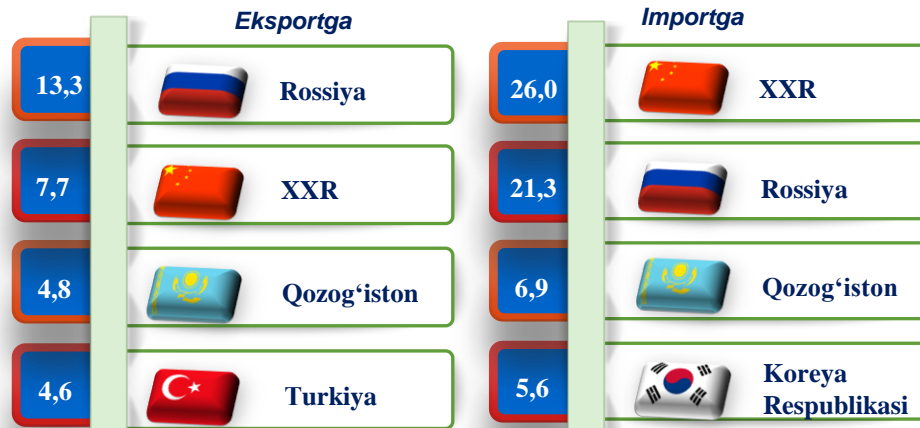 Eksportga
13,3 Rossiya
7,7 XXR
4,8 Qozog‘iston
4,6 Turkiya
Importga
26,0 XXR
21,3 Rossiya
6,9 Qozog‘iston
5,6 Koreya
Respublikasi